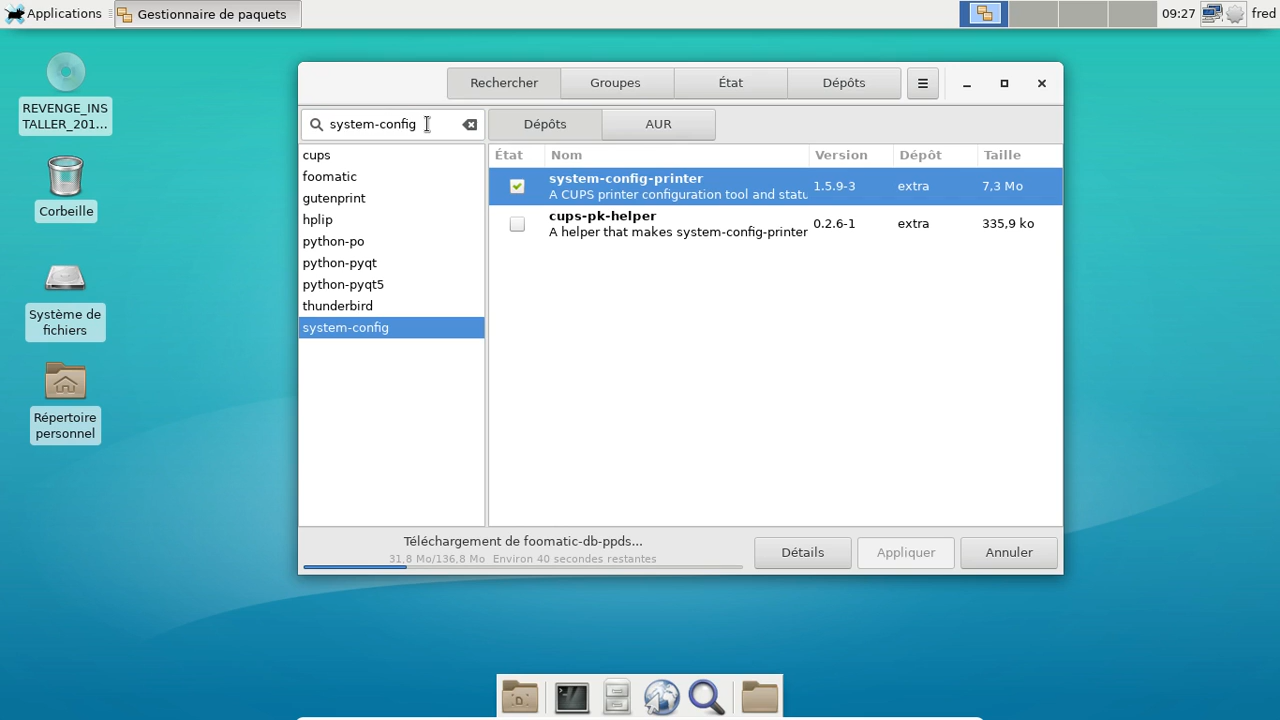 Applications
Gestionnaire de paquets
09:27
fred
REVENGE_INS
TALLER_201...
Corbeille
Système de
fichiers
Répertoire
personnel
Rechercher
Groupes
État
Dépôts
system-config
Dépôts
AUR
cups
foomatic
gutenprint
hplip
python-po
python-pyqt
python-pyqt5
thunderbird
system-config
État Nom Version Dépôt Taille
system-config-printer
A CUPS printer configuration tool and statu
1.5.9-3 extra 7,3 Mo
cups-pk-helper
A helper that makes system-config-printer
0.2.6-1 extra 335,9 ko
Téléchargement de foomatic-db-ppds...
31,8 Mo/136,8 Mo Environ 40 secondes restantes
Détails
Appliquer
Annuler